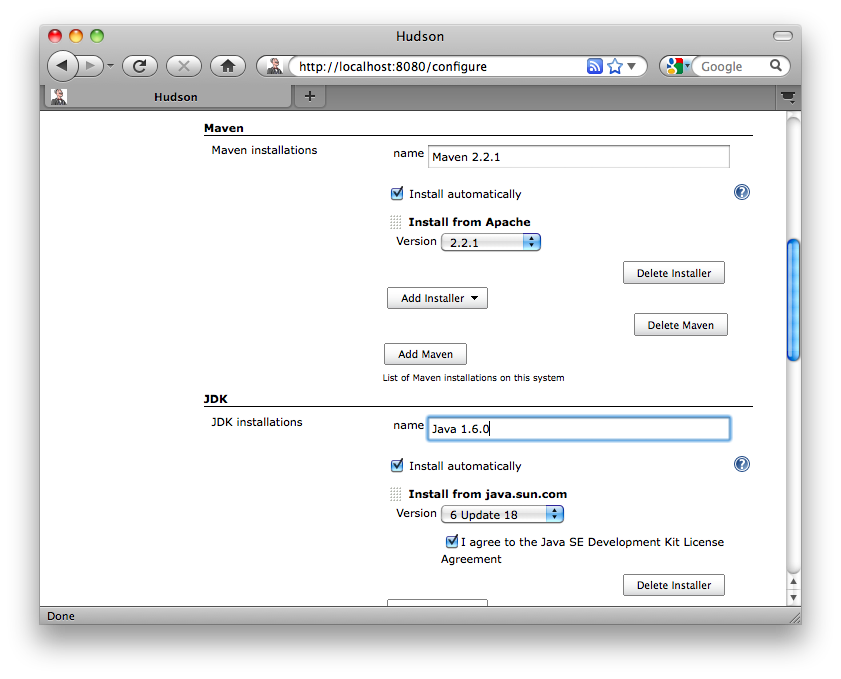 Hudson
http://localhost:8080/configure
Google
Hudson
Maven
Maven installations
name Maven 2.2.1
Install automatically
Install from Apache
Version 2.2.1
Delete Installer
Add Installer
Delete Maven
Add Maven
List of Maven installations on this system
JDK
JDK installations
name Java 1.6.0
Install automatically
Install from java.sun.com
Version 6 Update 18
I agree to the Java SE Development Kit License
Agreement
Delete Installer
Done